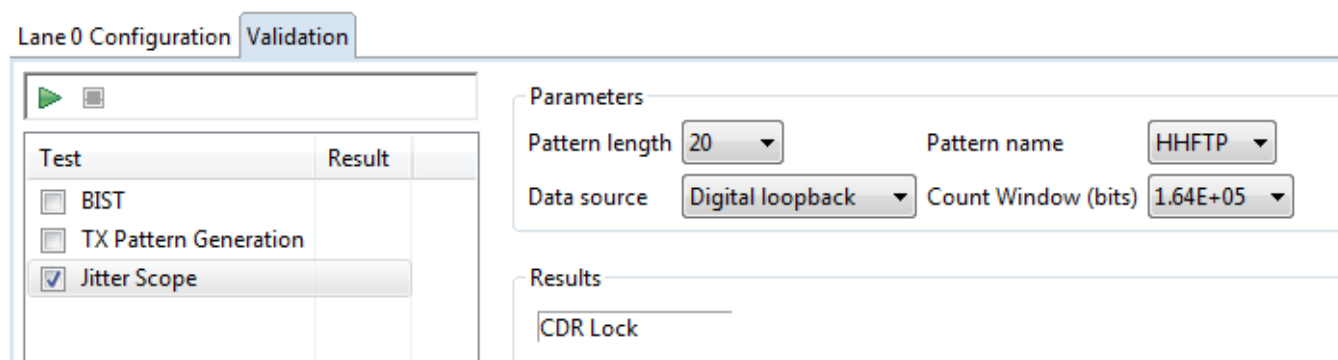 Lane 0 Configuration Validation
Test Result
BIST
TX Pattern Generation
Jitter Scope
Parameters
Pattern length 20 Pattern name HHFTP
Data source Digital loopback Count Window (bits) 1.64E+05
Results
CDR Lock